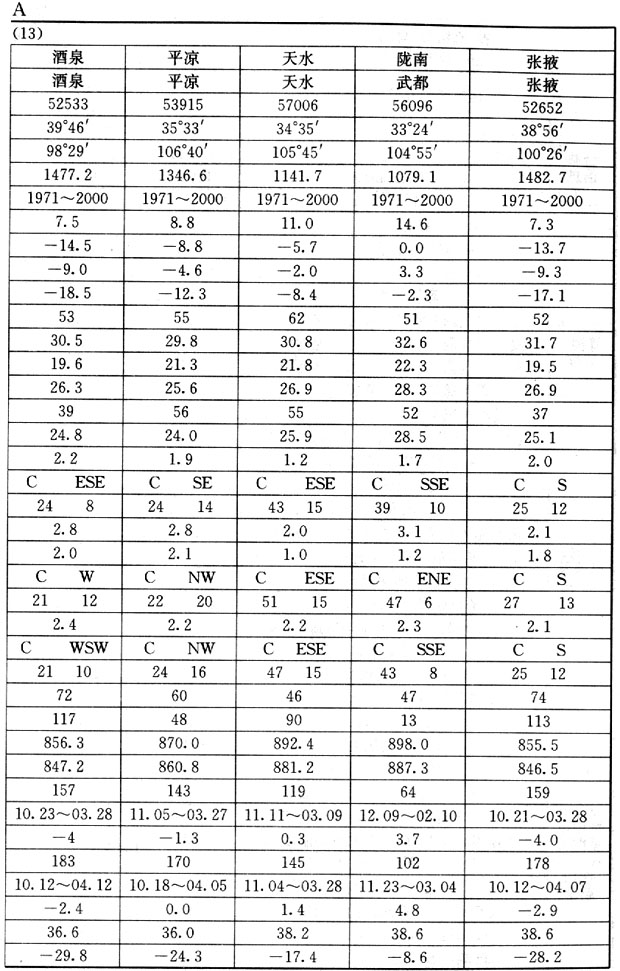 A
(13)
酒泉 平凉 天水 陇南 张掖
酒泉 平凉 天水 武都 张掖
52533 53915 57006 56096 52652
39°46′ 35°33′ 34°35′ 33°24′ 38°56′
98°29′ 106°40′ 105°45′ 104°55′ 100°26′
1477.2 1346.6 1141.7 1079.1 1482.7
1971～2000 1971～2000 1971～2000 1971～2000 1971～2000
7.5 8.8 11.0 14.6 7.3
−14.5 −8.8 −5.7 0.0 −13.7
−9.0 −4.6 −2.0 3.3 −9.3
−18.5 −12.3 −8.4 −2.3 −17.1
53 55 62 51 52
30.5 29.8 30.8 32.6 31.7
19.6 21.3 21.8 22.3 19.5
26.3 25.6 26.9 28.3 26.9
39 56 55 52 37
24.8 24.0 25.9 28.5 25.1
2.2 1.9 1.2 1.7 2.0
C ESE C SE C ESE C SSE C S
24 8 24 14 43 15 39 10 25 12
2.8 2.8 2.0 3.1 2.1
2.0 2.1 1.0 1.2 1.8
C W C NW C ESE C ENE C S
21 12 22 20 51 15 47 6 27 13
2.4 2.2 2.2 2.3 2.1
C WSW C NW C ESE C SSE C S
21 10 24 16 47 15 43 8 25 12
72 60 46 47 74
117 48 90 13 113
856.3 870.0 892.4 898.0 855.5
847.2 860.8 881.2 887.3 846.5
157 143 119 64 159
10.23～03.28 11.05～03.27 11.11～03.09 12.09～02.10 10.21～03.28
−4 −1.3 0.3 3.7 −4.0
183 170 145 102 178
10.12～04.12 10.18～04.05 11.04～03.28 11.23～03.04 10.12～04.07
−2.4 0.0 1.4 4.8 −2.9
36.6 36.0 38.2 38.6 38.6
−29.8 −24.3 −17.4 −8.6 −28.2